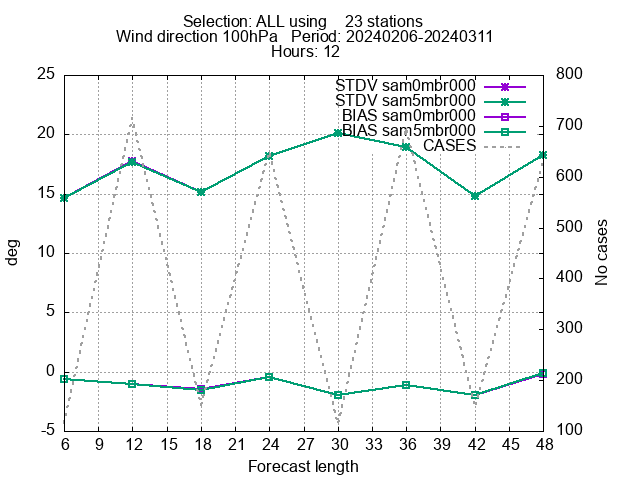 Selection: ALL using    23 stations
Wind direction 100hPa   Period: 20240206-20240311
Hours: 12
25
20
15
10
5
0
-5
800
700
600
500
400
300
200
100
STDV sam0mbr000
STDV sam5mbr000
BIAS sam0mbr000
BIAS sam5mbr000
CASES
deg
No cases
6 9 12 15 18 21 24 27 30 33 36 39 42 45 48
Forecast length